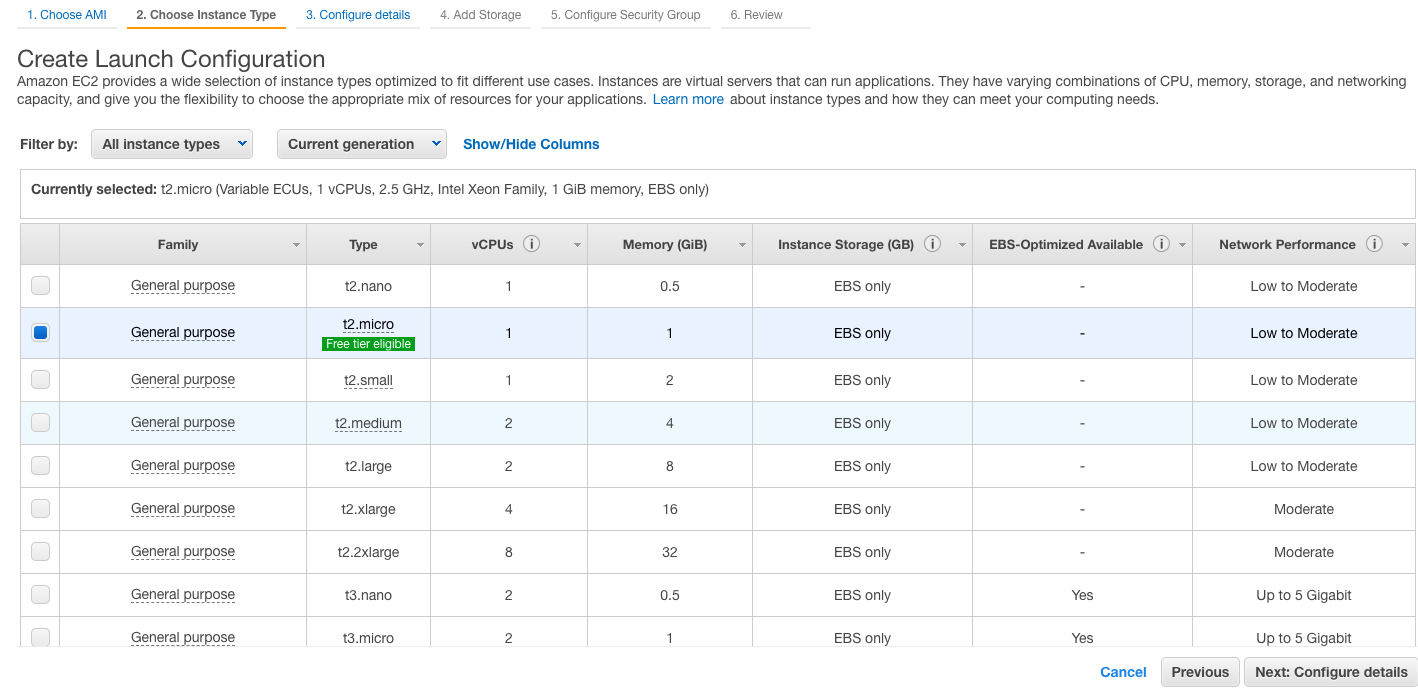 1. Choose AMI 2. Choose Instance Type 3. Configure details 4. Add Storage 5. Configure Security Group 6. Review
Create Launch Configuration
Amazon EC2 provides a wide selection of instance types optimized to fit different use cases. Instances are virtual servers that can run applications. They have varying combinations of CPU, memory, storage, and networking
capacity, and give you the flexibility to choose the appropriate mix of resources for your applications. Learn more about instance types and how they can meet your computing needs.
Filter by: All instance types Current generation Show/Hide Columns
Currently selected: t2.micro (Variable ECUs, 1 vCPUs, 2.5 GHz, Intel Xeon Family, 1 GiB memory, EBS only)
Family Type vCPUs i Memory (GiB) Instance Storage (GB) i EBS-Optimized Available i Network Performance i
General purpose t2.nano 1 0.5 EBS only - Low to Moderate
General purpose t2.micro 1 1 EBS only - Low to Moderate
Free tier eligible
General purpose t2.small 1 2 EBS only - Low to Moderate
General purpose t2.medium 2 4 EBS only - Low to Moderate
General purpose t2.large 2 8 EBS only - Low to Moderate
General purpose t2.xlarge 4 16 EBS only - Moderate
General purpose t2.2xlarge 8 32 EBS only - Moderate
General purpose t3.nano 2 0.5 EBS only Yes Up to 5 Gigabit
General purpose t3.micro 2 1 EBS only Yes Up to 5 Gigabit
Cancel Previous Next: Configure details